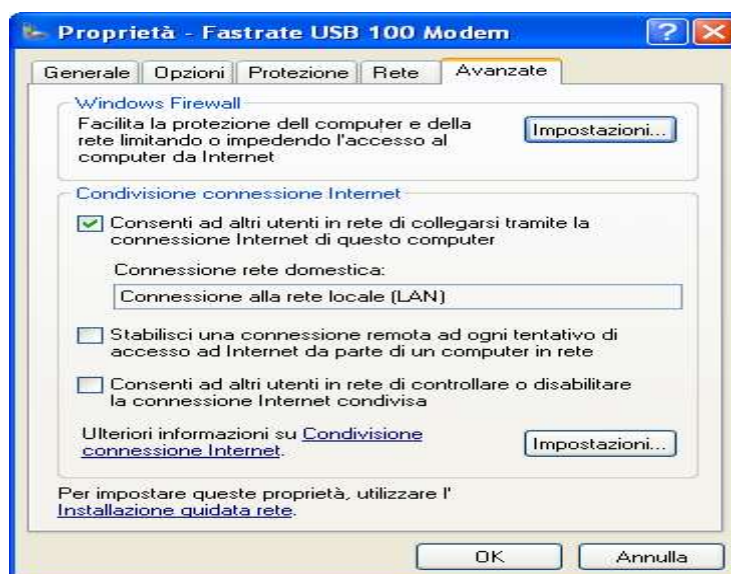 Proprietà - Fastrate USB 100 Modem
Generale Opzioni Protezione Rete Avanzate
Windows Firewall
Facilita la protezione dell computer e della
rete limitando o impedendo l'accesso al
computer da Internet
Impostazioni...
Condivisione connessione Internet
Consenti ad altri utenti in rete di collegarsi tramite la
connessione Internet di questo computer
Connessione rete domestica:
Connessione alla rete locale (LAN)
Stabilisci una connessione remota ad ogni tentativo di
accesso ad Internet da parte di un computer in rete
Consenti ad altri utenti in rete di controllare o disabilitare
la connessione Internet condivisa
Ulteriori informazioni su Condivisione
connessione Internet.
Impostazioni...
Per impostare queste proprietà, utilizzare l'
Installazione guidata rete.
OK Annulla